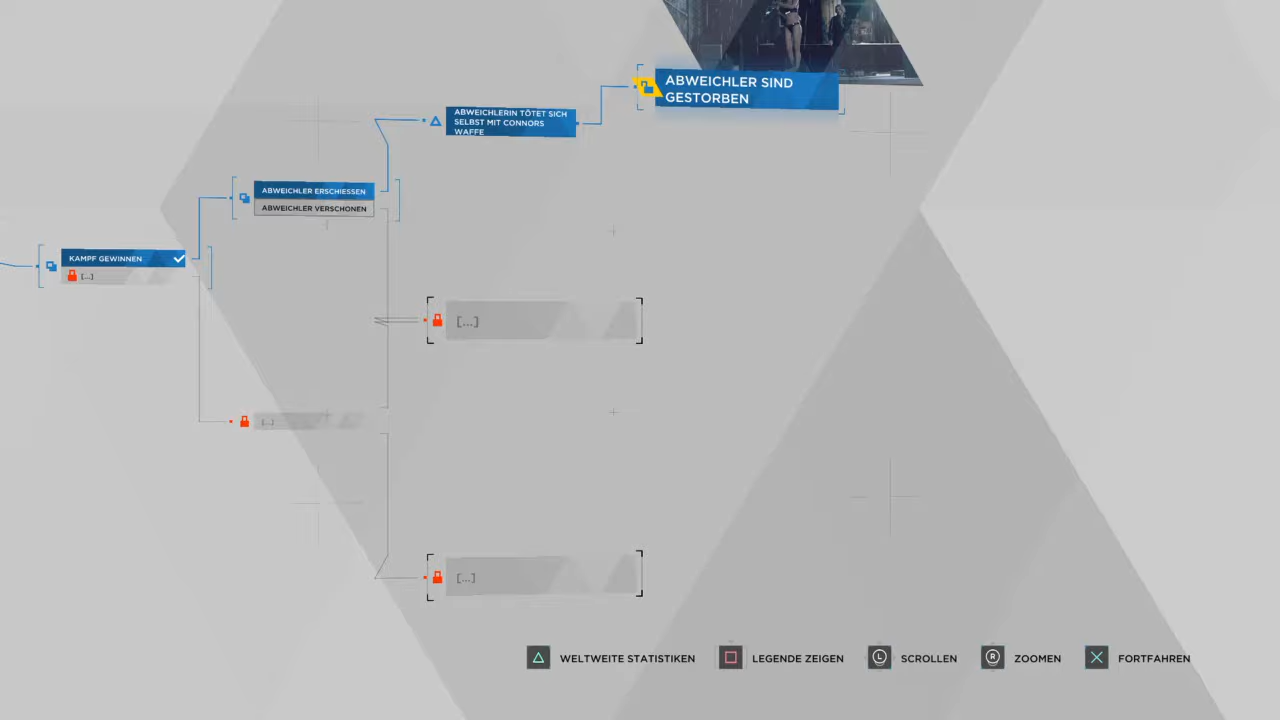 ABWEICHLER SIND
GESTORBEN
ABWEICHLERIN TÖTET SICH
SELBST MIT CONNORS
WAFFE
ABWEICHLER ERSCHIESSEN
ABWEICHLER VERSCHONEN
KAMPF GEWINNEN
[...]
[...]
[...]
[...]
WELTWEITE STATISTIKEN
LEGENDE ZEIGEN
L
SCROLLEN
R
ZOOMEN
FORTFAHREN